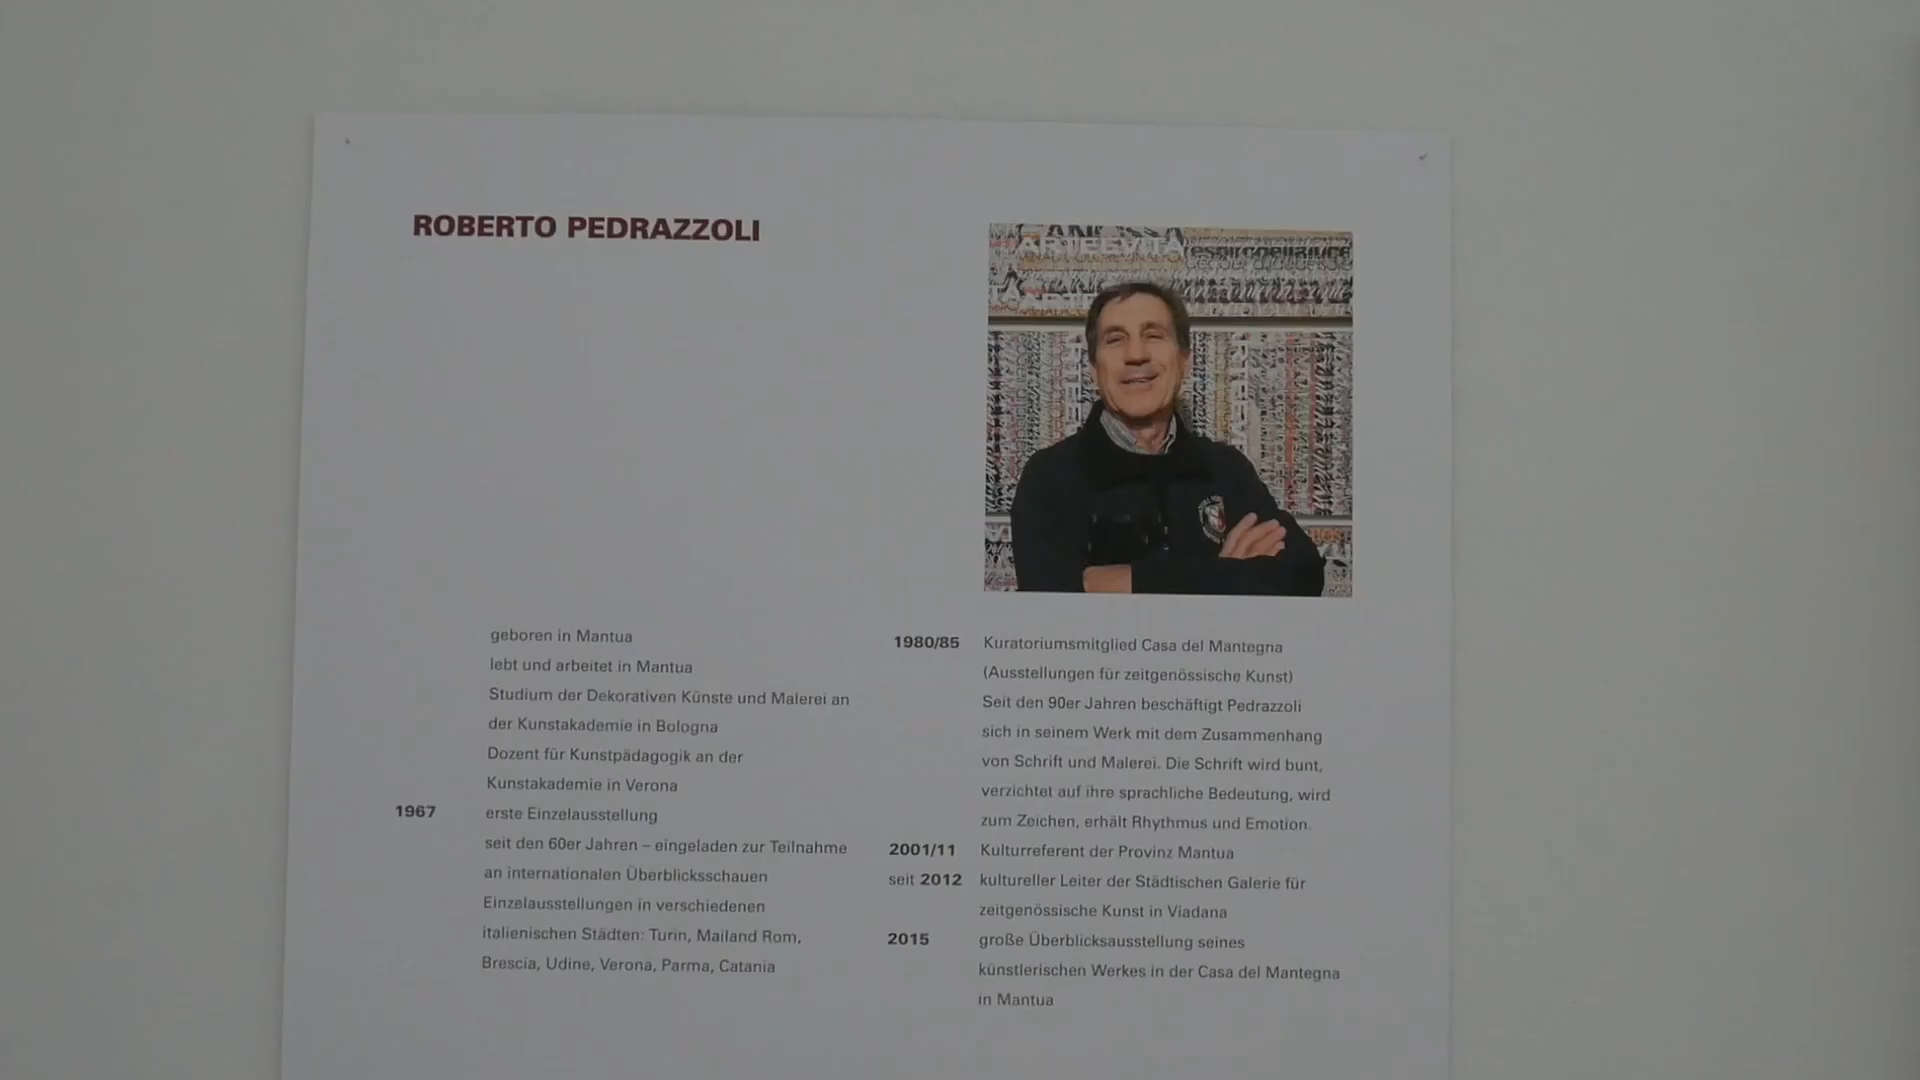 ROBERTO PEDRAZZOLI
ARTEEVITA
geboren in Mantua
lebt und arbeitet in Mantua
Studium der Dekorativen Künste und Malerei an
der Kunstakademie in Bologna
Dozent für Kunstpädagogik an der
Kunstakademie in Verona
1967 erste Einzelausstellung
seit den 60er Jahren – eingeladen zur Teilnahme
an internationalen Überblicksschauen
Einzelausstellungen in verschiedenen
italienischen Städten: Turin, Mailand Rom,
Brescia, Udine, Verona, Parma, Catania
1980/85 Kuratoriumsmitglied Casa del Mantegna
(Ausstellungen für zeitgenössische Kunst)
Seit den 90er Jahren beschäftigt Pedrazzoli
sich in seinem Werk mit dem Zusammenhang
von Schrift und Malerei. Die Schrift wird bunt,
verzichtet auf ihre sprachliche Bedeutung, wird
zum Zeichen, erhält Rhythmus und Emotion.
2001/11 Kulturreferent der Provinz Mantua
seit 2012 kultureller Leiter der Städtischen Galerie für
zeitgenössische Kunst in Viadana
2015 große Überblicksausstellung seines
künstlerischen Werkes in der Casa del Mantegna
in Mantua